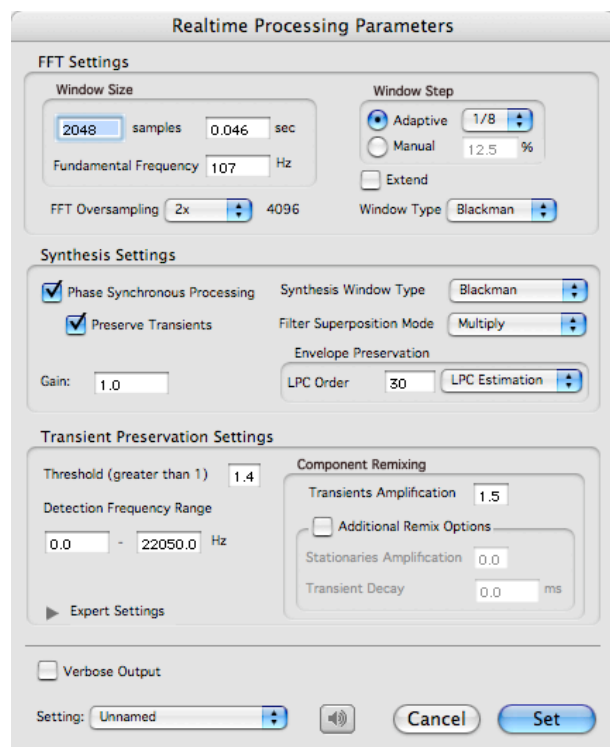 Realtime Processing Parameters
FFT Settings
Window Size
2048 samples 0.046 sec
Fundamental Frequency 107 Hz
Window Step
Adaptive 1/8
Manual 12.5 %
Extend
FFT Oversampling 2x 4096
Window Type Blackman
Synthesis Settings
Phase Synchronous Processing
Preserve Transients
Synthesis Window Type Blackman
Filter Superposition Mode Multiply
Envelope Preservation
Gain: 1.0
LPC Order 30 LPC Estimation
Transient Preservation Settings
Threshold (greater than 1) 1.4
Detection Frequency Range
0.0 - 22050.0 Hz
Expert Settings
Component Remixing
Transients Amplification 1.5
Additional Remix Options
Stationaries Amplification 0.0
Transient Decay 0.0 ms
Verbose Output
Setting: Unnamed
Cancel
Set